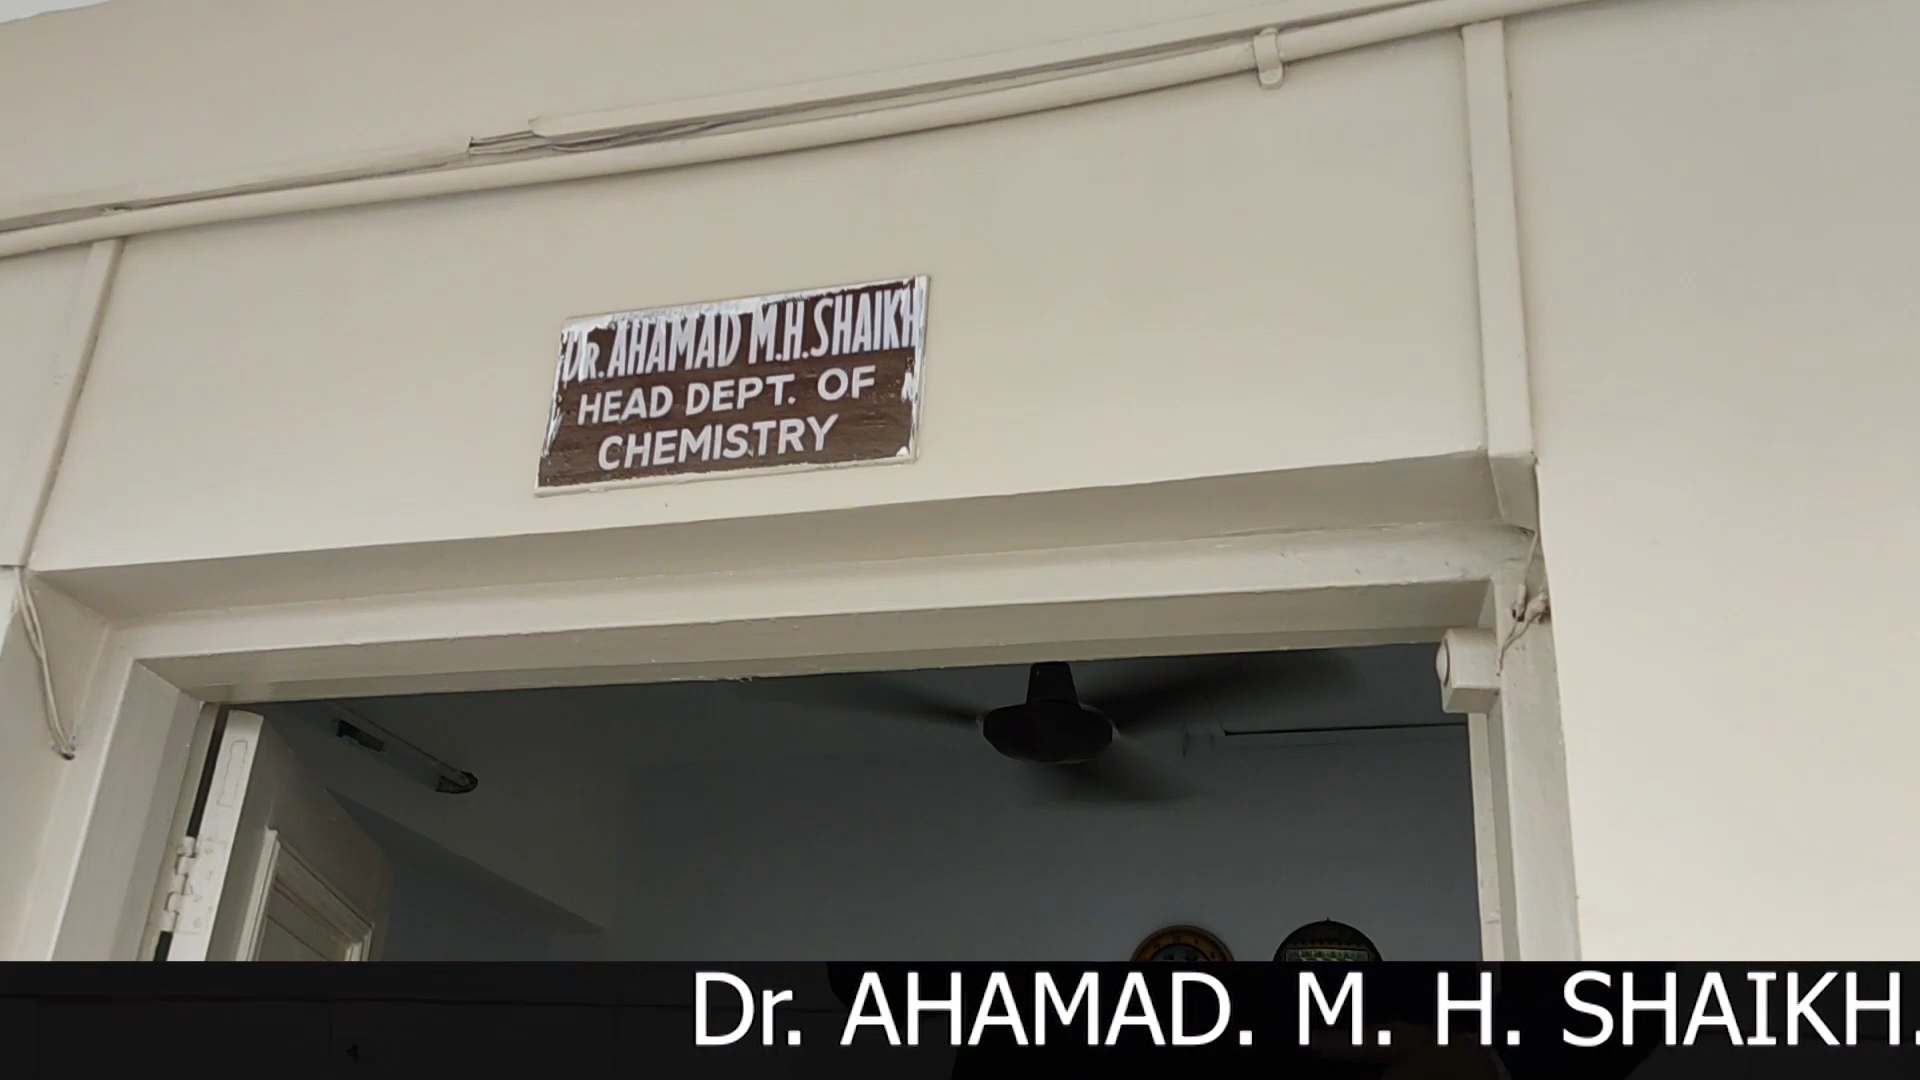 Dr. AHAMAD M.H. SHAIKH
HEAD DEPT. OF
CHEMISTRY
Dr. AHAMAD. M. H. SHAIKH.